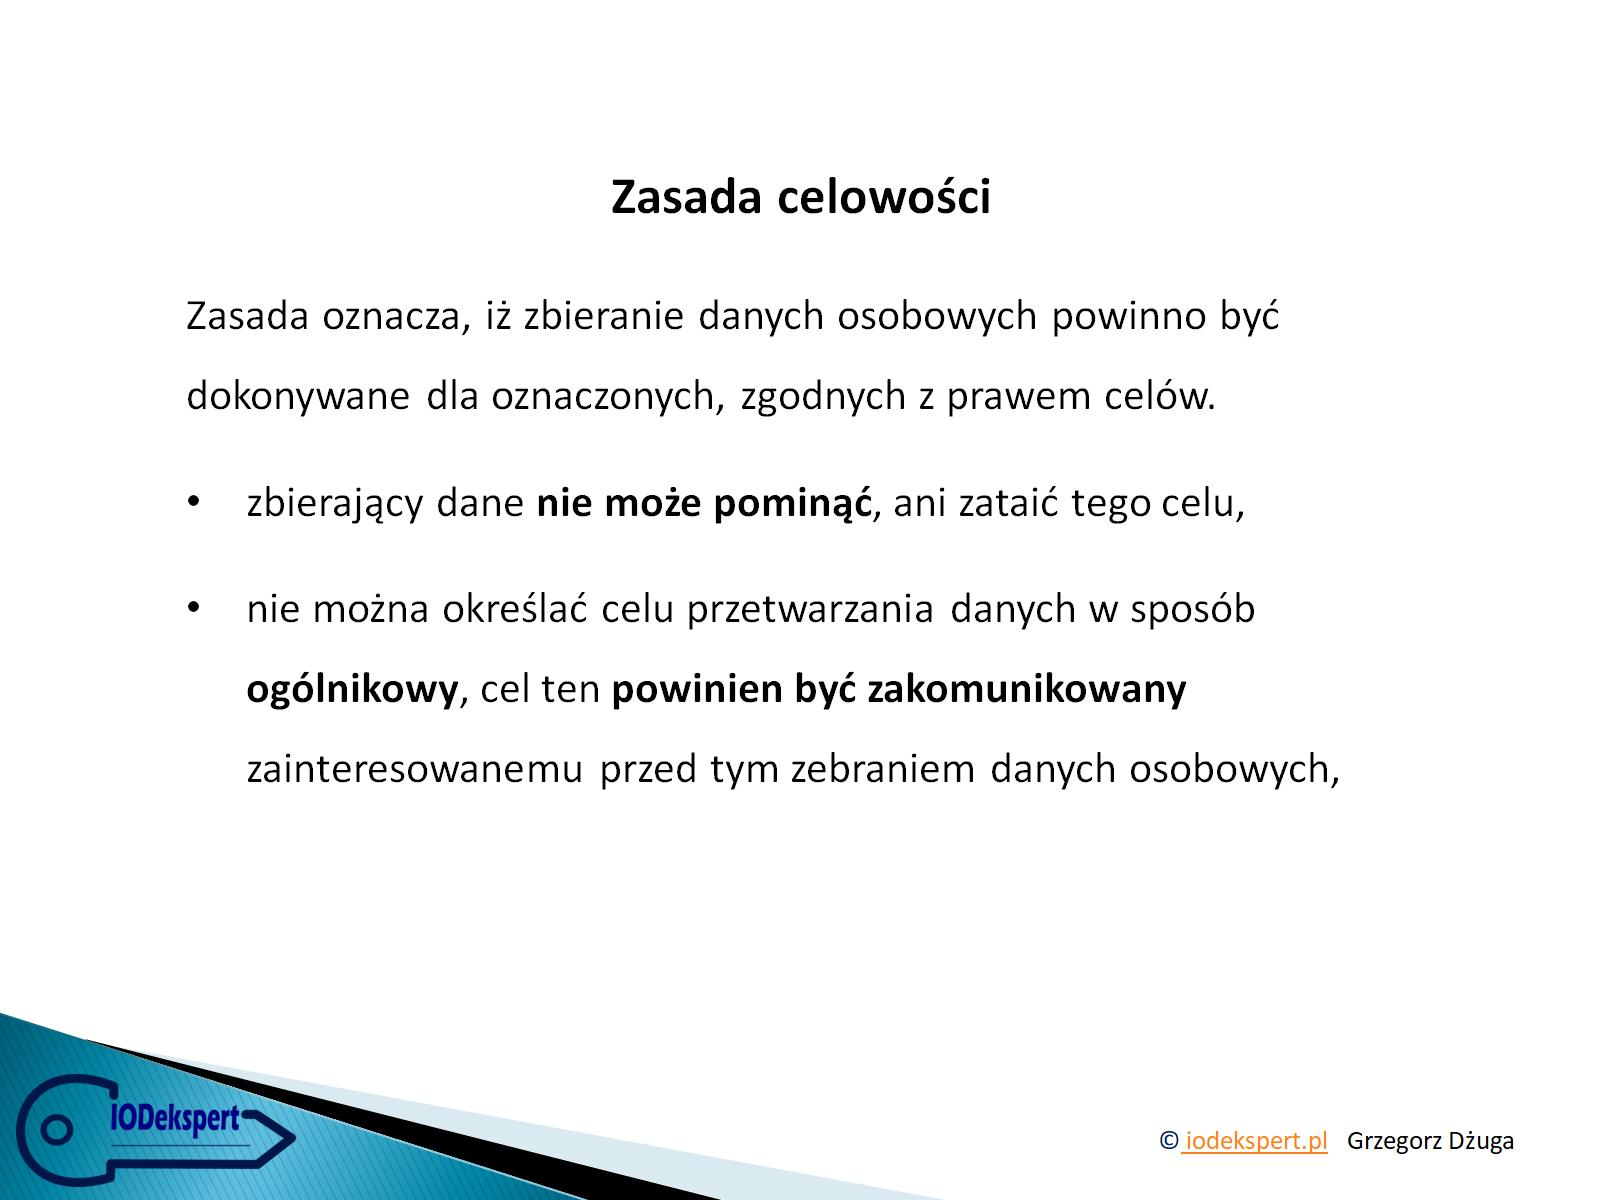 Zasada celowości
Zasada oznacza, iż zbieranie danych osobowych powinno być
dokonywane dla oznaczonych, zgodnych z prawem celów.
• zbierający dane nie może pominąć, ani zataić tego celu,
• nie można określać celu przetwarzania danych w sposób
ogólnikowy, cel ten powinien być zakomunikowany
zainteresowanemu przed tym zebraniem danych osobowych,
IODekspert
© iodekspert.pl Grzegorz Dżuga